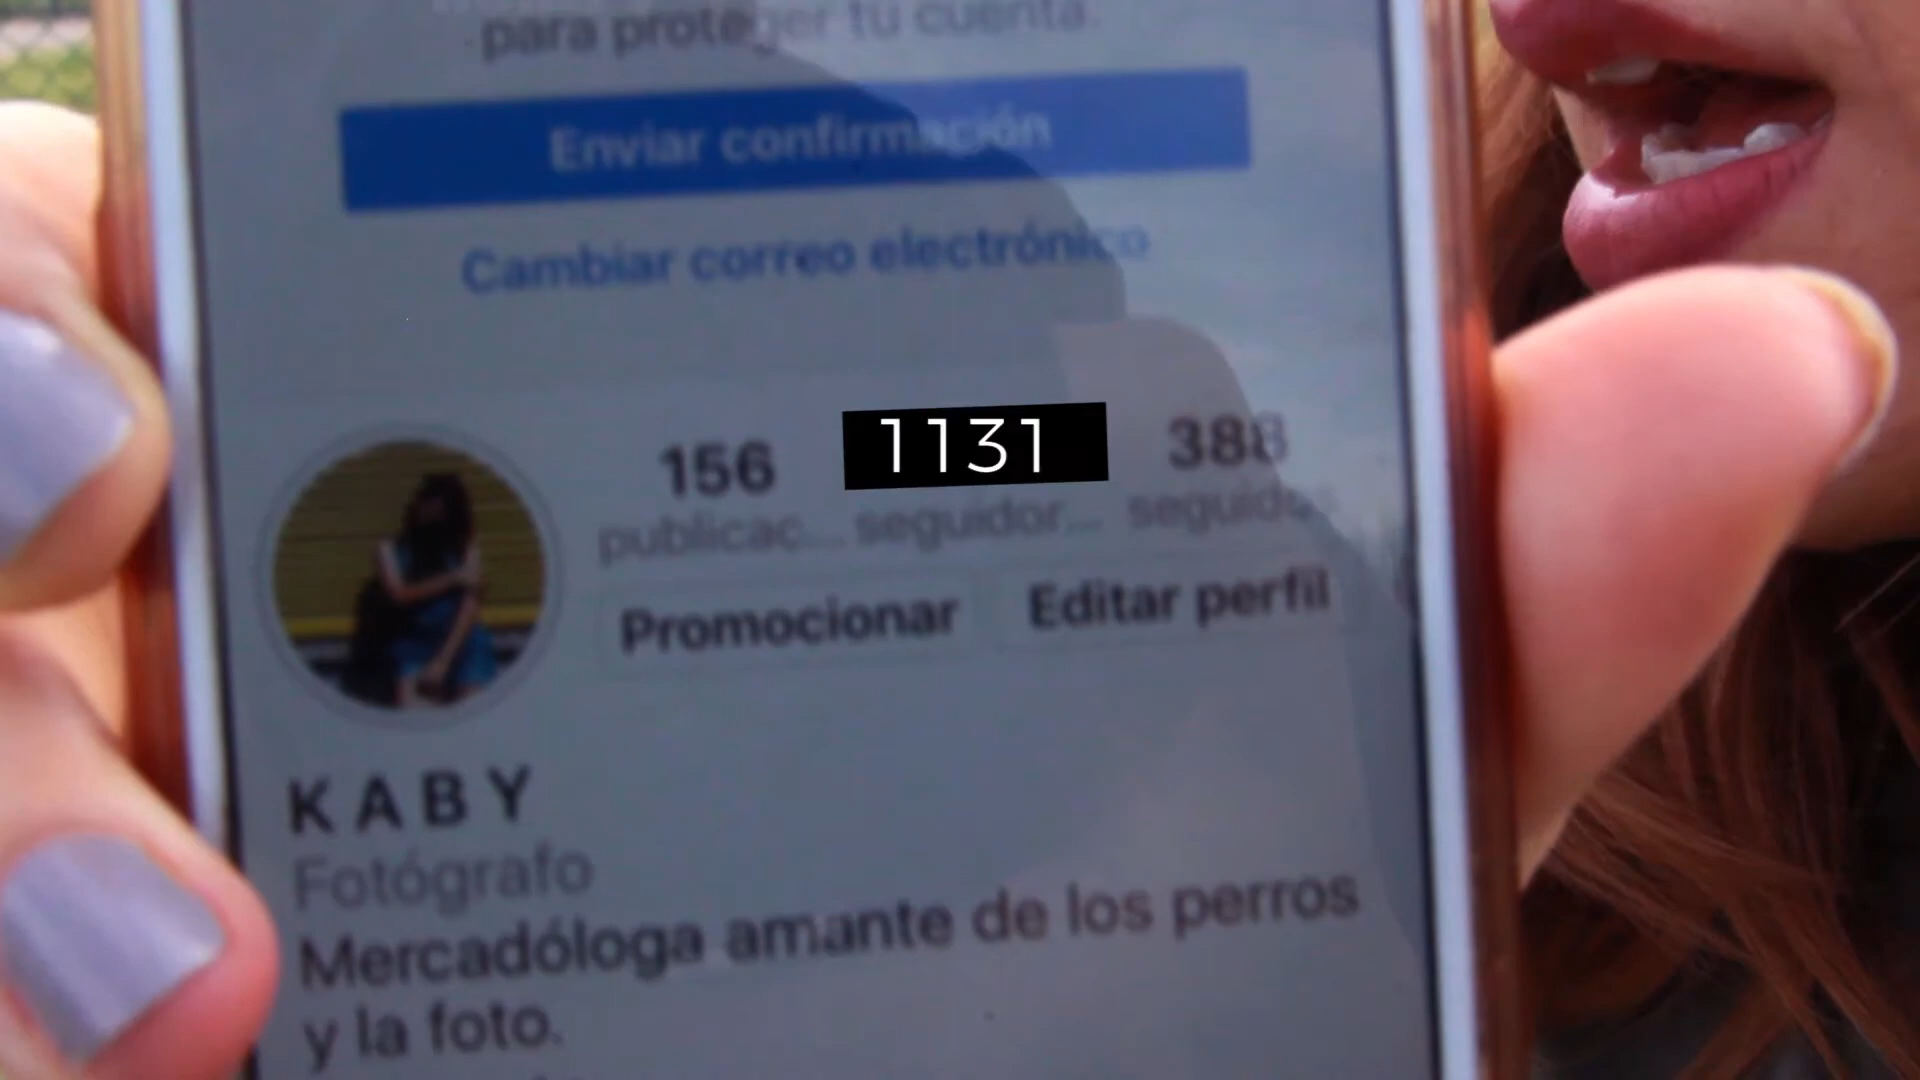 para proteger tu cuenta.
Enviar confirmación
Cambiar correo electrónico
156 1131 388
publicac... seguidor... seguidos
Promocionar Editar perfil
K A B Y
Fotógrafo
Mercadóloga amante de los perros
y la foto.